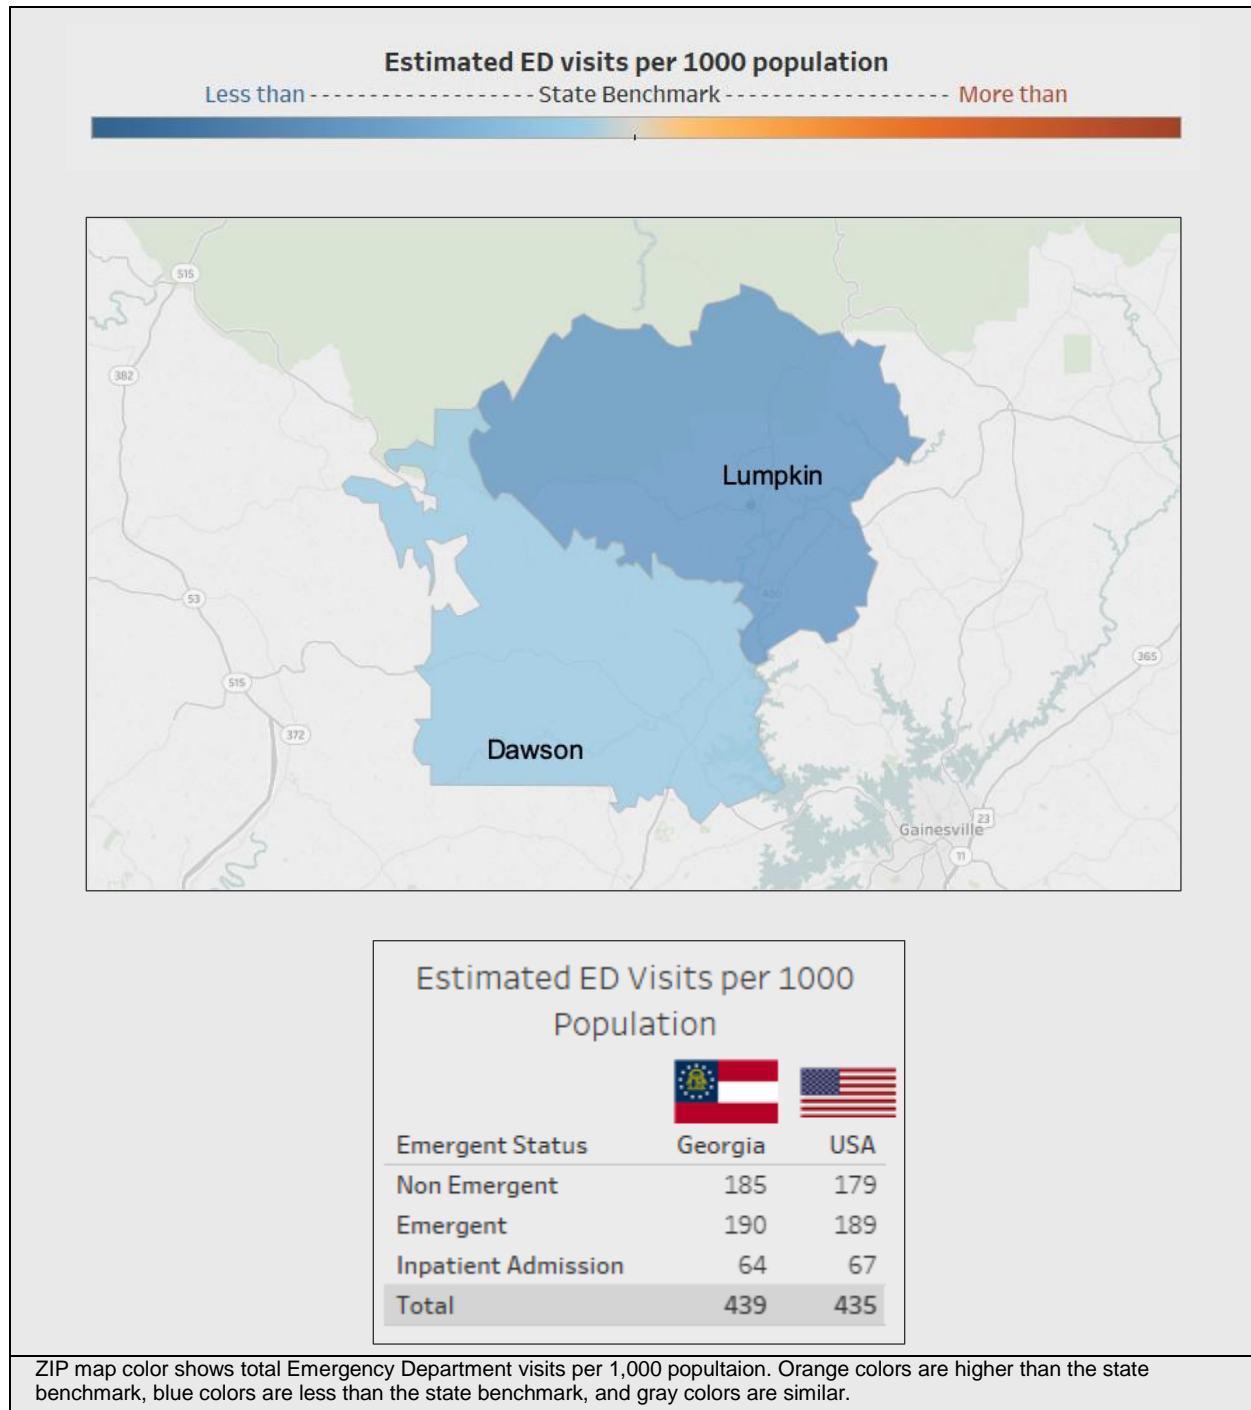 Estimated ED visits per 1000 population
Less than - - - - - - - - - - - - - - - - - - - State Benchmark - - - - - - - - - - - - - - - - - - - More than
515
382
Lumpkin
400
53
365
515
372
Dawson
23
Gainesville
11
Estimated ED Visits per 1000
Population
Georgia USA
Emergent Status
Non Emergent 185 179
Emergent 190 189
Inpatient Admission 64 67
Total 439 435
ZIP map color shows total Emergency Department visits per 1,000 popultaion. Orange colors are higher than the state
benchmark, blue colors are less than the state benchmark, and gray colors are similar.